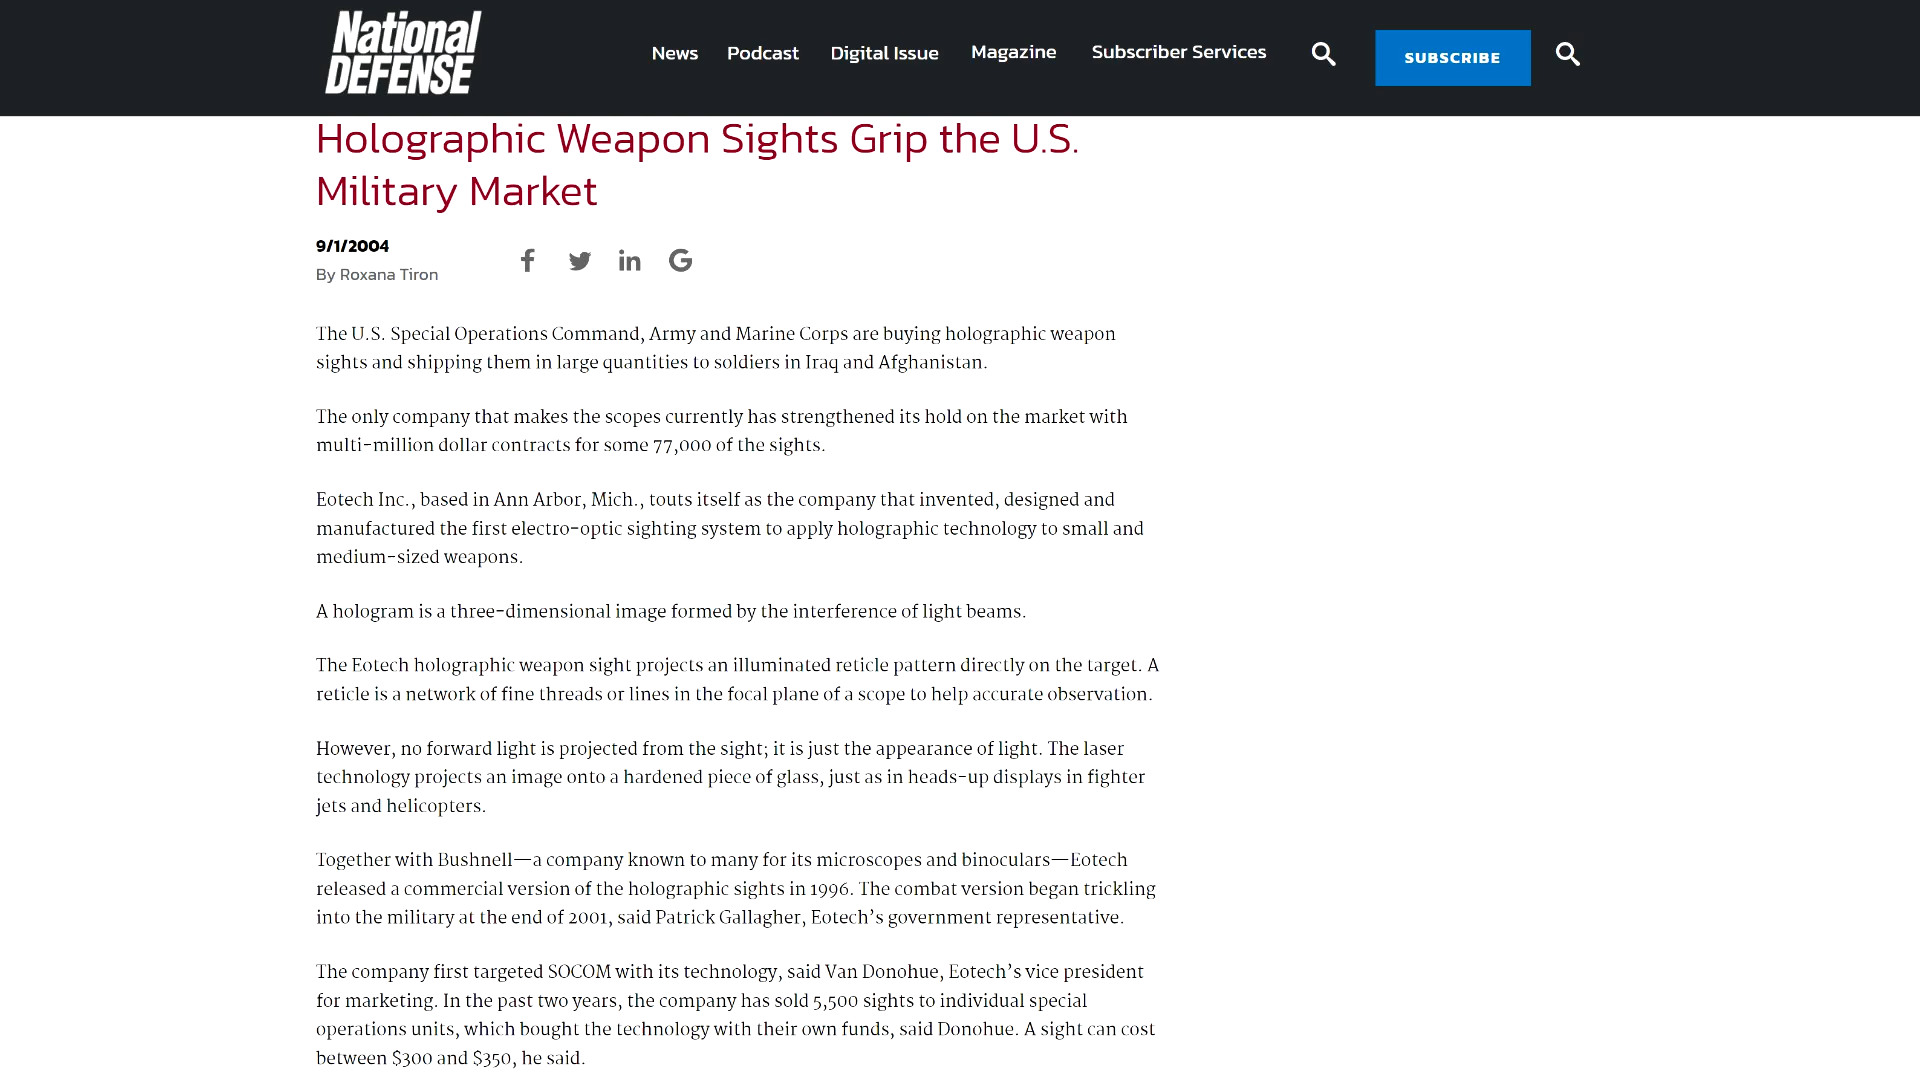 National
DEFENSE
News Podcast Digital Issue Magazine Subscriber Services SUBSCRIBE
Holographic Weapon Sights Grip the U.S.
Military Market
9/1/2004
By Roxana Tiron
The U.S. Special Operations Command, Army and Marine Corps are buying holographic weapon
sights and shipping them in large quantities to soldiers in Iraq and Afghanistan.
The only company that makes the scopes currently has strengthened its hold on the market with
multi-million dollar contracts for some 77,000 of the sights.
Eotech Inc., based in Ann Arbor, Mich., touts itself as the company that invented, designed and
manufactured the first electro-optic sighting system to apply holographic technology to small and
medium-sized weapons.
A hologram is a three-dimensional image formed by the interference of light beams.
The Eotech holographic weapon sight projects an illuminated reticle pattern directly on the target. A
reticle is a network of fine threads or lines in the focal plane of a scope to help accurate observation.
However, no forward light is projected from the sight; it is just the appearance of light. The laser
technology projects an image onto a hardened piece of glass, just as in heads-up displays in fighter
jets and helicopters.
Together with Bushnell—a company known to many for its microscopes and binoculars—Eotech
released a commercial version of the holographic sights in 1996. The combat version began trickling
into the military at the end of 2001, said Patrick Gallagher, Eotech’s government representative.
The company first targeted SOCOM with its technology, said Van Donohue, Eotech’s vice president
for marketing. In the past two years, the company has sold 5,500 sights to individual special
operations units, which bought the technology with their own funds, said Donohue. A sight can cost
between $300 and $350, he said.